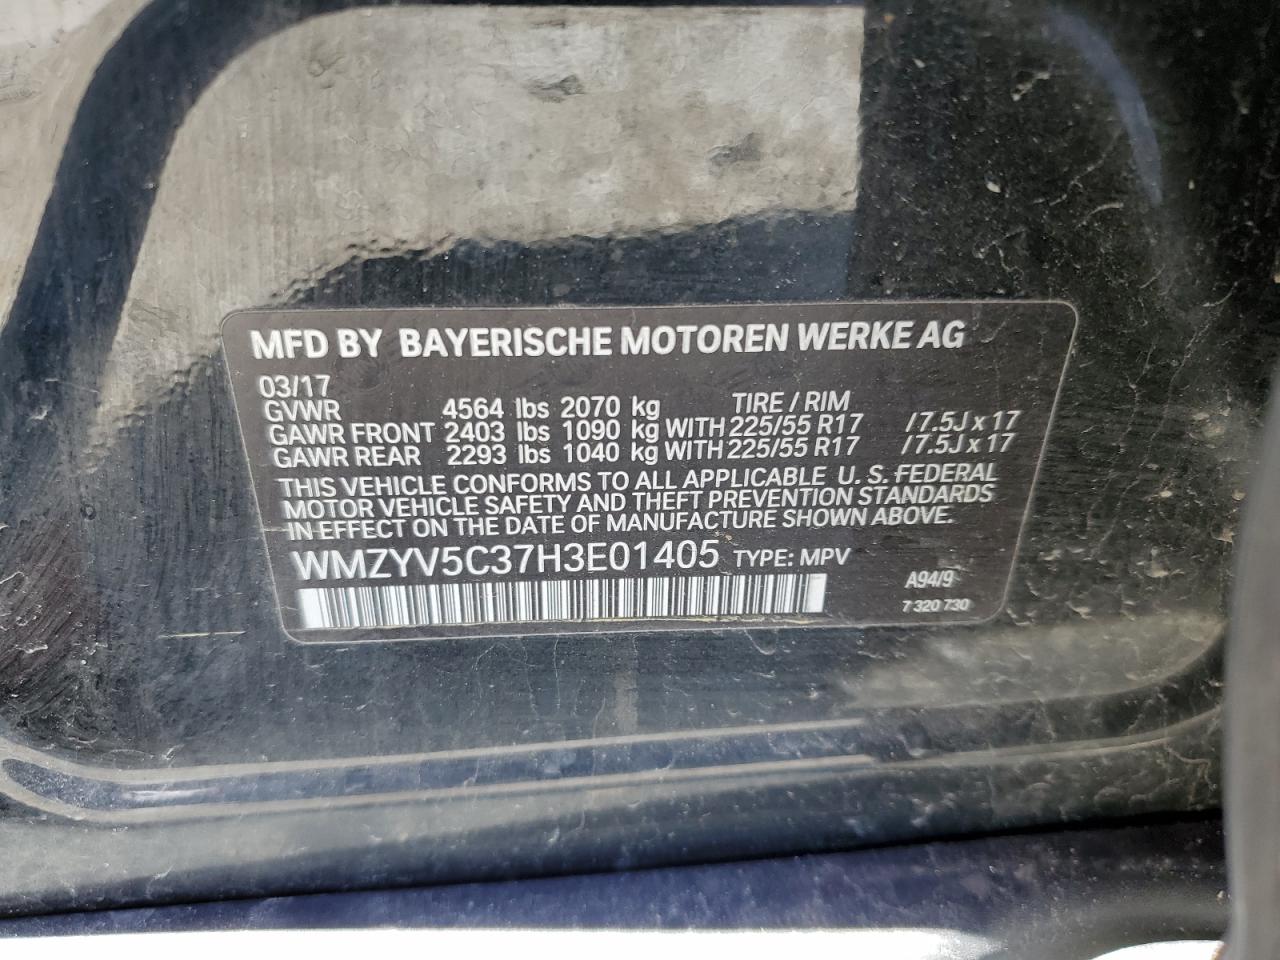 MFD BY BAYERISCHE MOTOREN WERKE AG
03/17
GVWR 4564 lbs 2070 kg TIRE / RIM
GAWR FRONT 2403 lbs 1090 kg WITH 225/55 R17 /7.5J x 17
GAWR REAR 2293 lbs 1040 kg WITH 225/55 R17 /7.5J x 17
THIS VEHICLE CONFORMS TO ALL APPLICABLE U. S. FEDERAL
MOTOR VEHICLE SAFETY AND THEFT PREVENTION STANDARDS
IN EFFECT ON THE DATE OF MANUFACTURE SHOWN ABOVE.
WMZYV5C37H3E01405 TYPE: MPV
A94/9
7 320 730